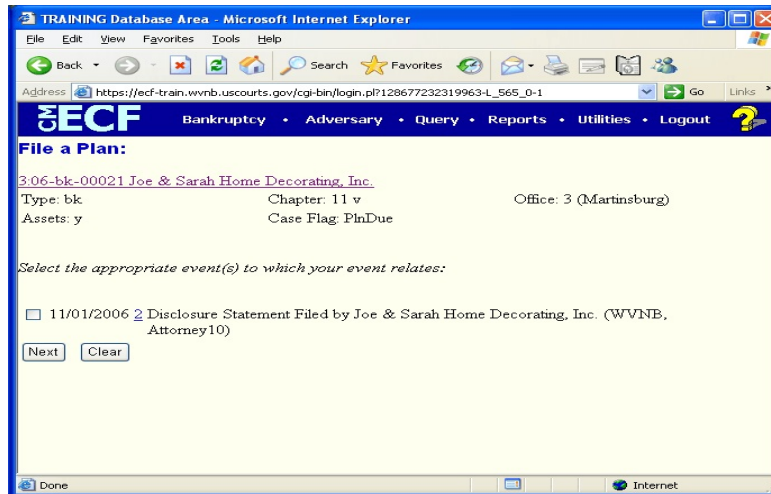 TRAINING Database Area - Microsoft Internet Explorer
File Edit View Favorites Tools Help
Back Search Favorites
Address https://ecf-train.wvnb.uscourts.gov/cgi-bin/login.pl?128677232319963-L_565_0-1 Go Links »
CM ECF Bankruptcy • Adversary • Query • Reports • Utilities • Logout ?
File a Plan:
3:06-bk-00021 Joe & Sarah Home Decorating, Inc.
Type: bk Chapter: 11 v Office: 3 (Martinsburg)
Assets: y Case Flag: PlnDue
Select the appropriate event(s) to which your event relates:
11/01/2006 2 Disclosure Statement Filed by Joe & Sarah Home Decorating, Inc. (WVNB,
Attorney10)
Next Clear
Done Internet